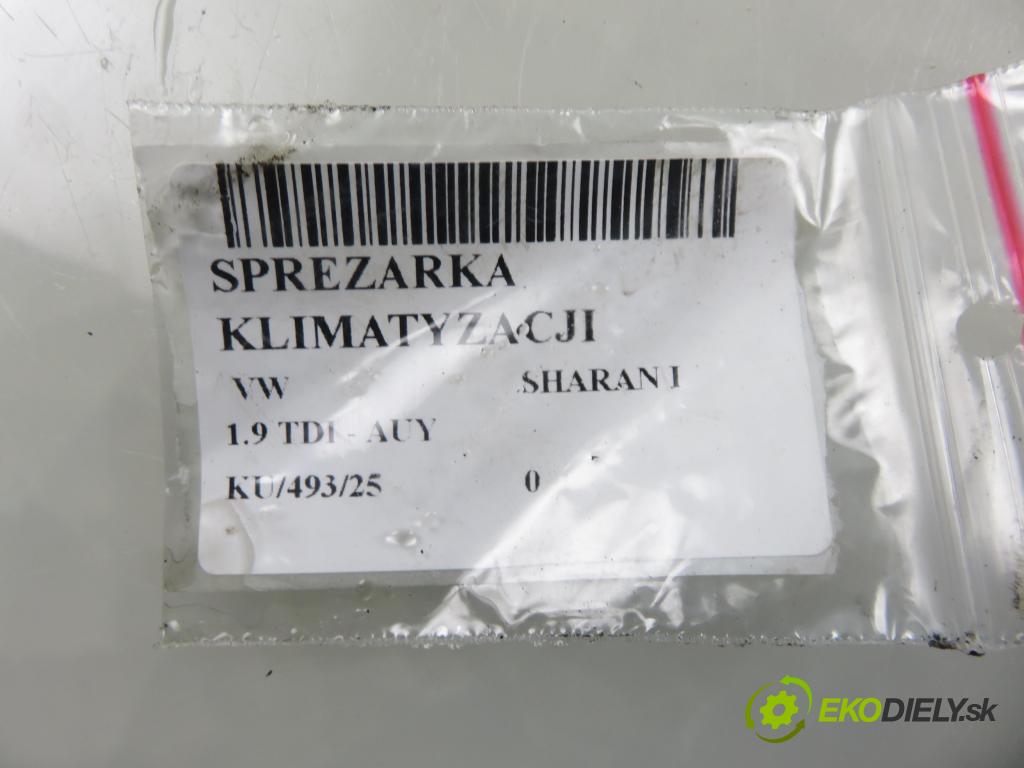 SPREZARKA
KLIMATYZACJI
VW SHARAN I
1.9 TDI - AUY
KU/493/25 0
EKODIELY.sk